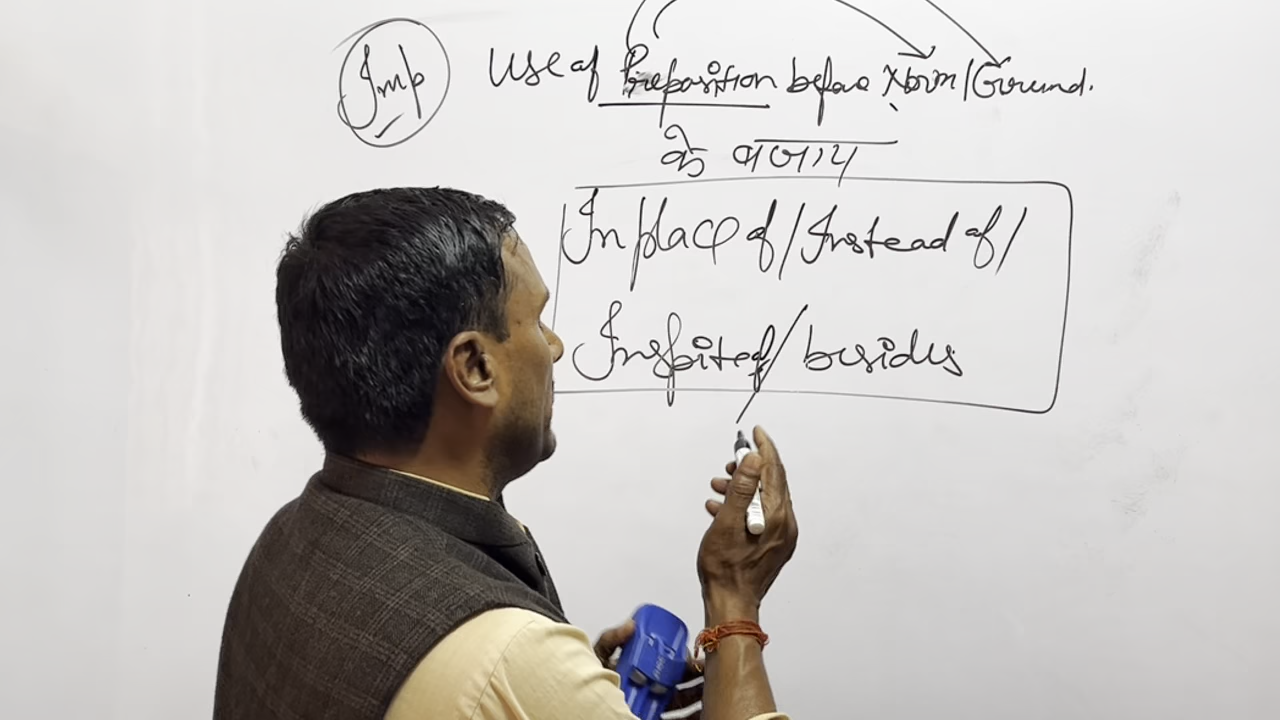 Imp Use of Preposition before Noun/Gerund.
के बजाय
In place of/Instead of/
Inspite of/besides